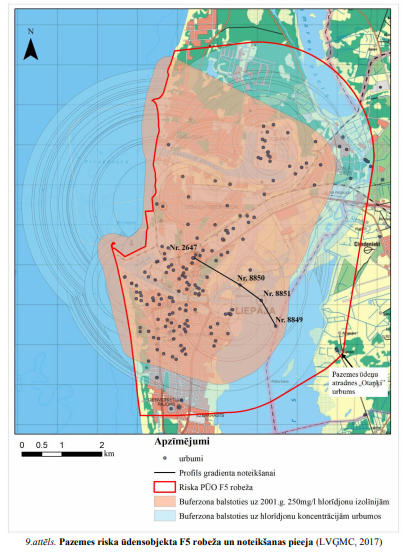 N
Nr. 2647
Nr. 8850
Nr. 8851
LIEPĀJA
Nr. 8849
Pazemes ūdeņu
atradnes „Otaņķi"
urbums
0 0.5 1 2
km
Apzīmējumi
urbumi
Profils gradienta noteikšanai
Riska PŪO F5 robeža
Buferzona balstoties uz 2001.g. 250mg/l hlorīdjonu izolīnijām
Buferzona balstoties uz hlorīdjonu koncentrācijām urbumos
9.attēls. Pazemes riska ūdensobjekta F5 robeža un noteikšanas pieeja (LVĢMC, 2017)